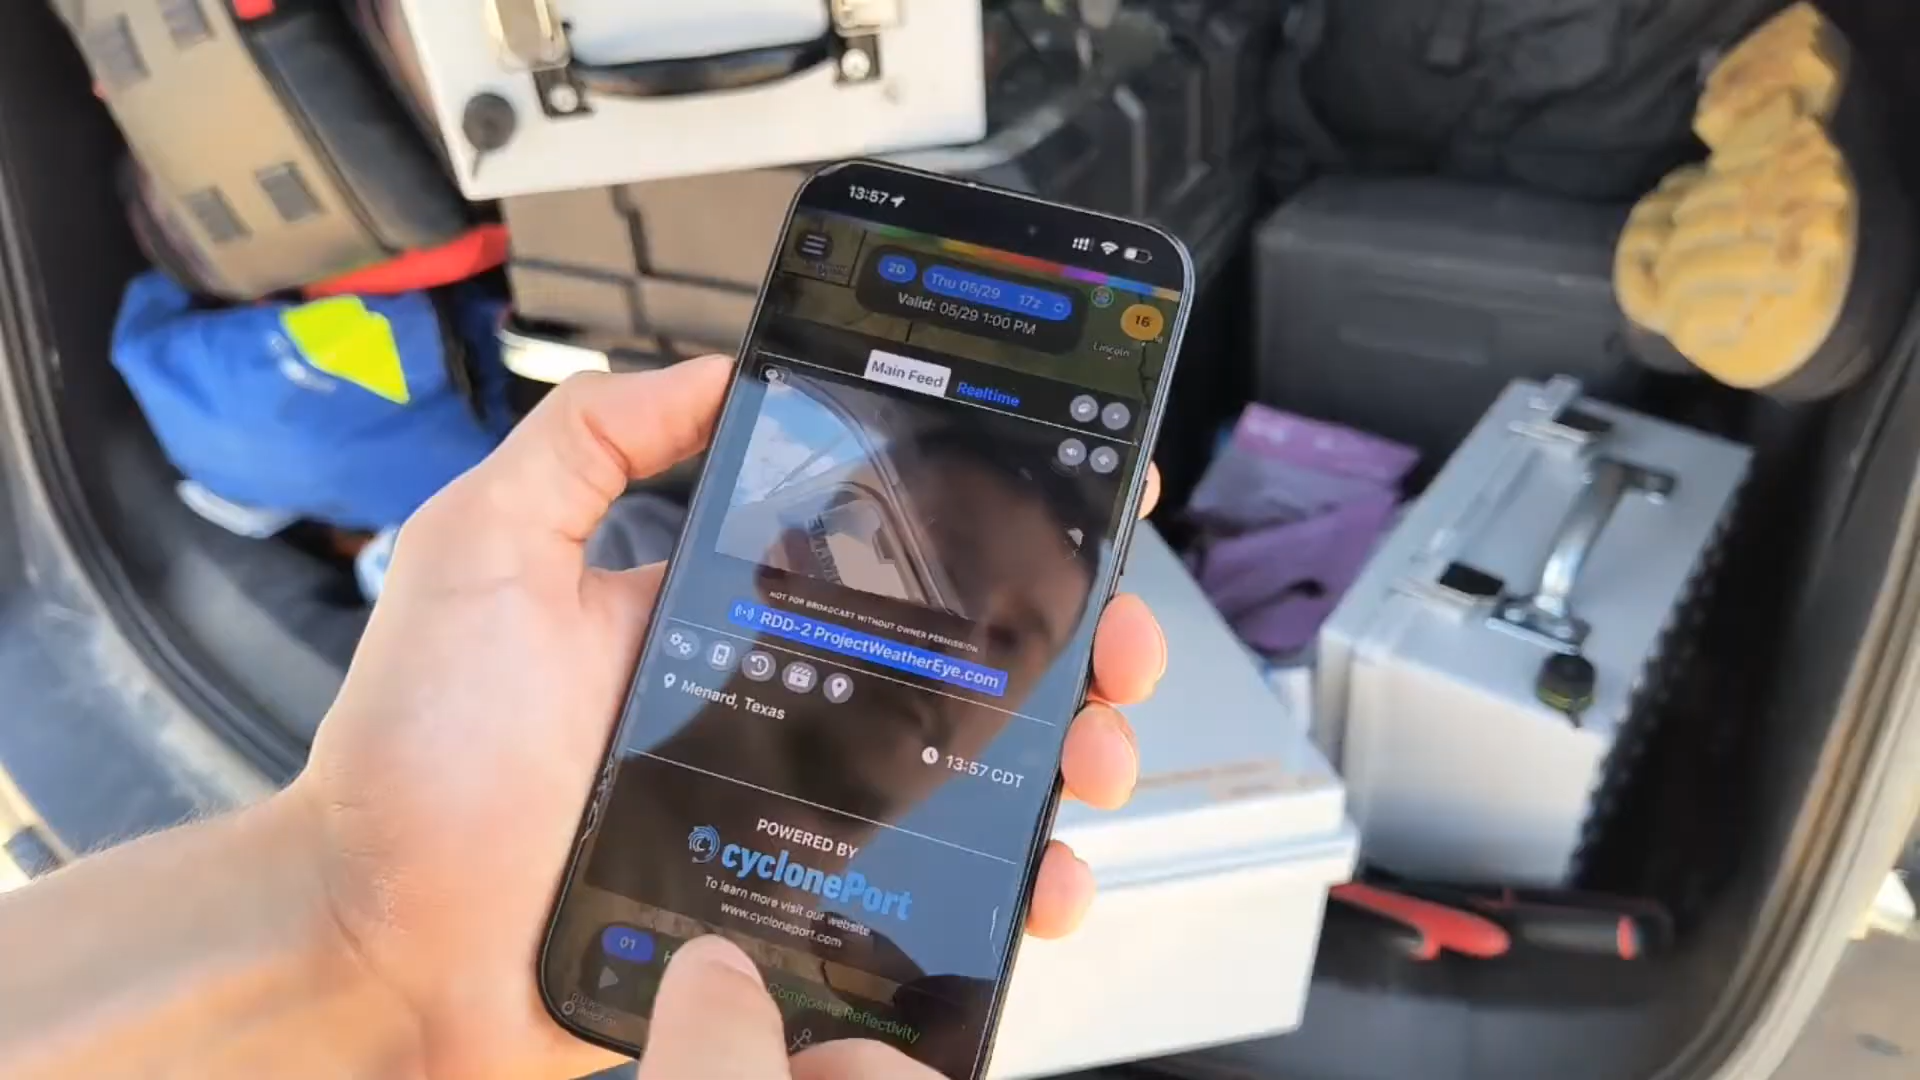 13:57
2D Thu 05/29 17z
Valid: 05/29 1:00 PM
16
Lincoln
Main Feed Realtime
NOT FOR BROADCAST WITHOUT OWNER PERMISSION
RDD-2 ProjectWeatherEye.com
Menard, Texas
13:57 CDT
POWERED BY
cyclonePort
To learn more visit our website
www.cycloneport.com
01
Composite Reflectivity